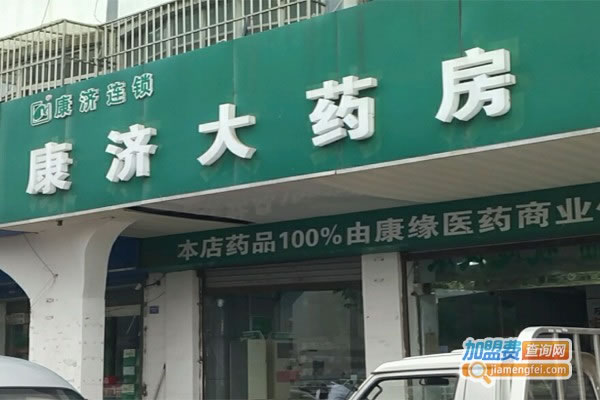 康济连锁
康济大药房
本店药品100%由康缘医药商业
加盟费查询网
jiamengfei.com